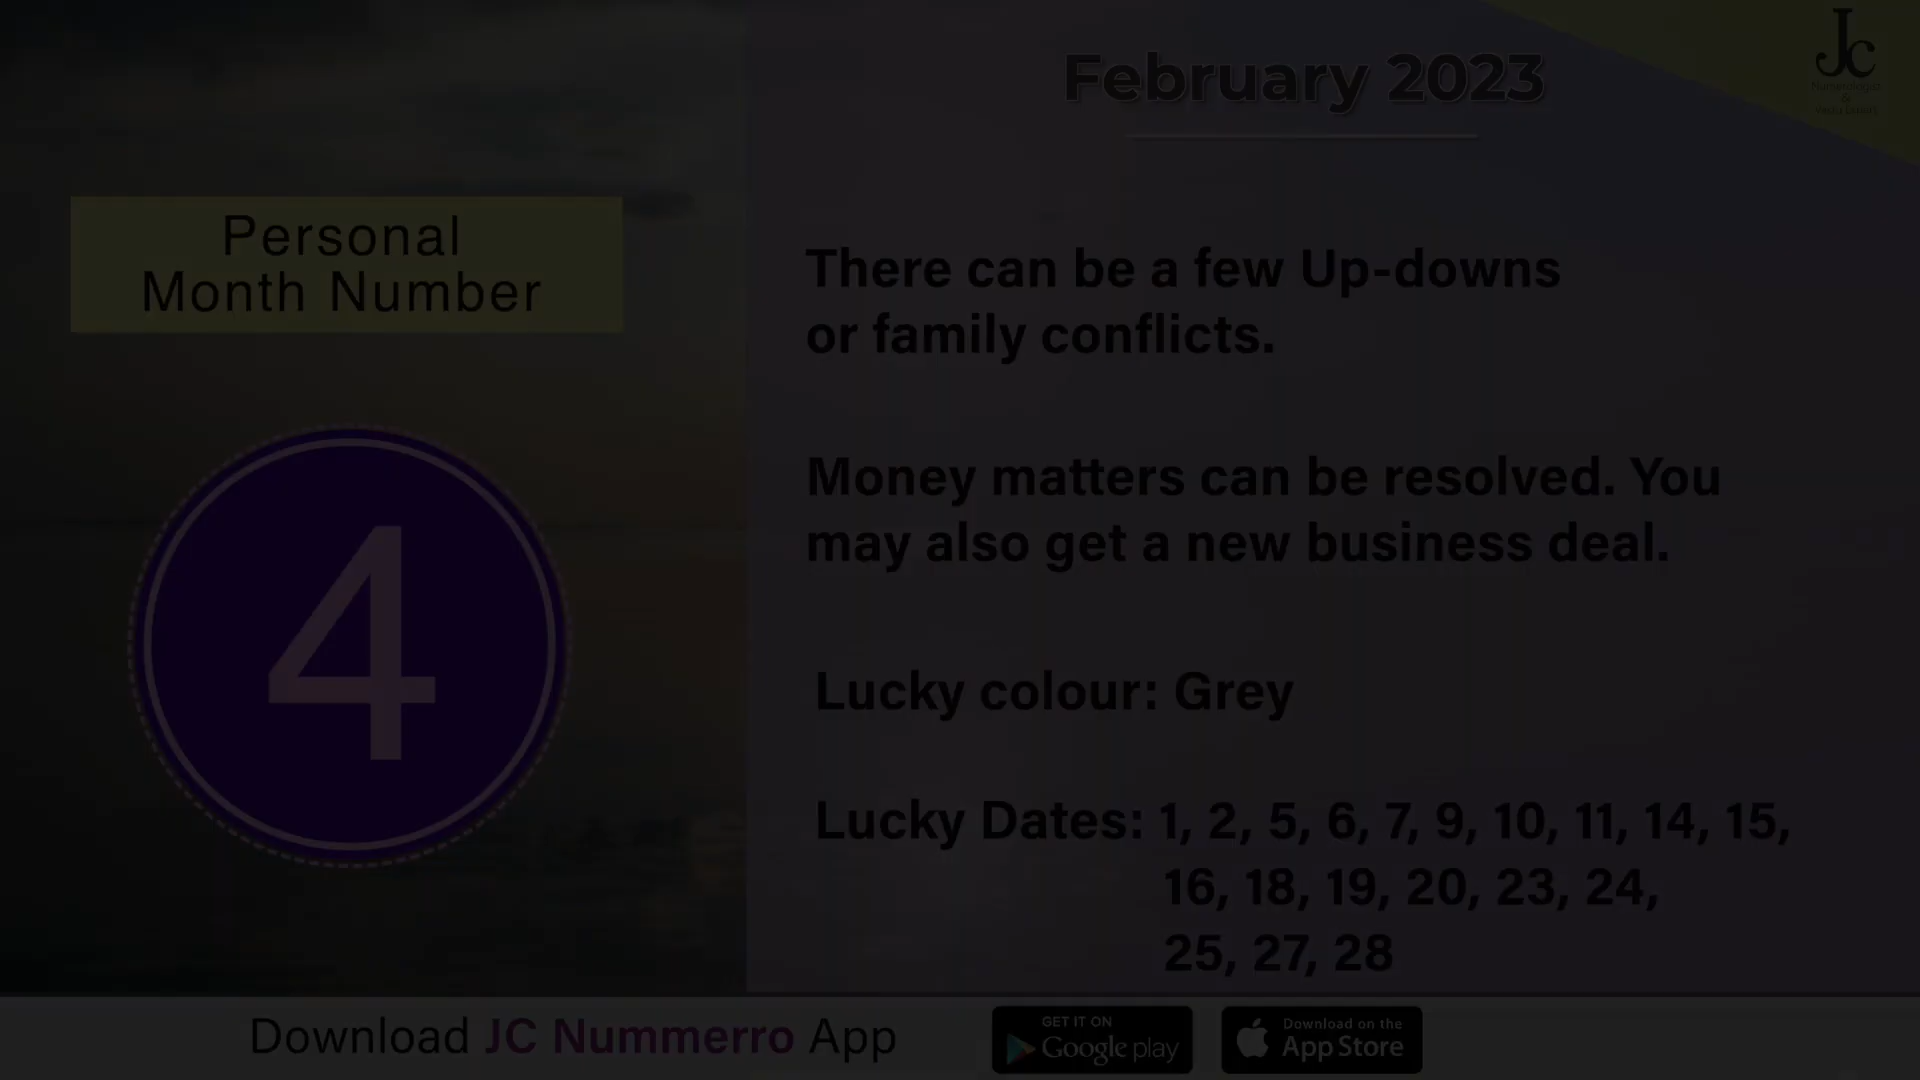 February 2023
Jc
Numerologist
&
Vastu Expert
Personal
Month Number
4
There can be a few Up-downs
or family conflicts.
Money matters can be resolved. You
may also get a new business deal.
Lucky colour: Grey
Lucky Dates: 1, 2, 5, 6, 7, 9, 10, 11, 14, 15,
16, 18, 19, 20, 23, 24,
25, 27, 28
Download JC Nummerro App
GET IT ON
Google play
Download on the
App Store